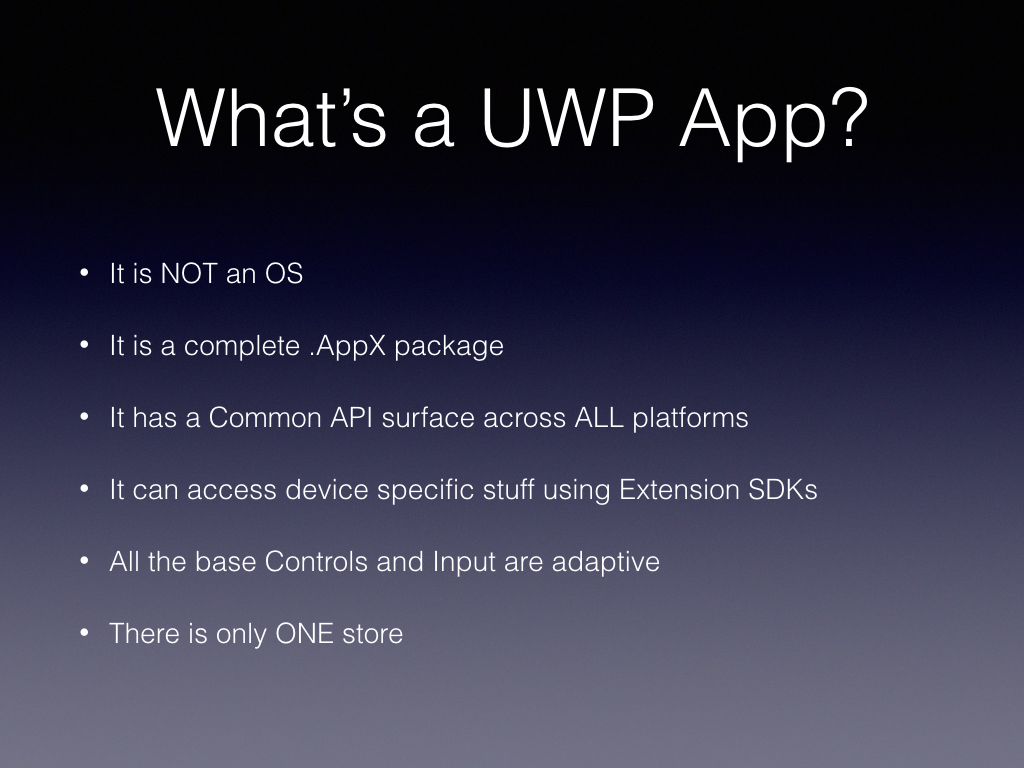 What’s a UWP App?
• It is NOT an OS
• It is a complete .AppX package
• It has a Common API surface across ALL platforms
• It can access device specific stuff using Extension SDKs
• All the base Controls and Input are adaptive
• There is only ONE store